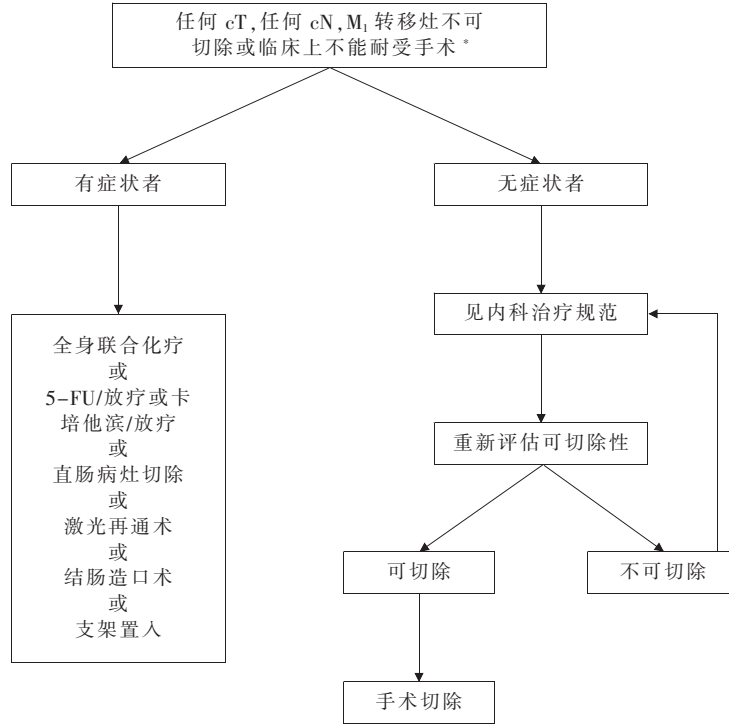 任何 cT,任何 cN,M₁ 转移灶不可
切除或临床上不能耐受手术*
有症状者
无症状者
全身联合化疗
或
5-FU/放疗或卡
培他滨/放疗
或
直肠病灶切除
或
激光再通术
或
结肠造口术
或
支架置入
见内科治疗规范
重新评估可切除性
可切除
不可切除
手术切除